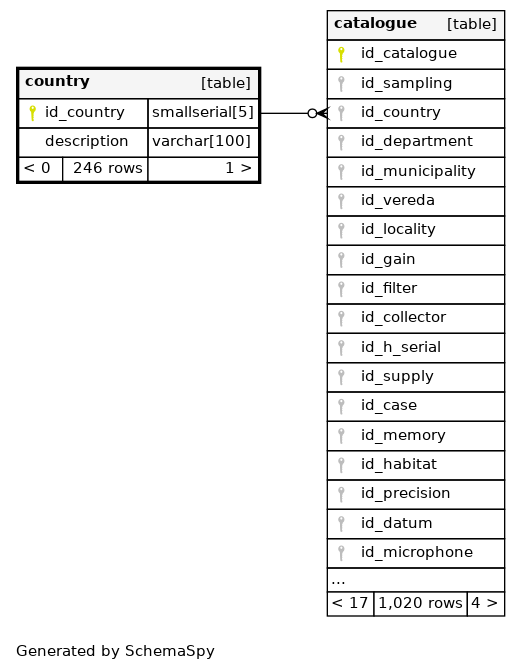 country [table]
id_country smallserial[5]
description varchar[100]
< 0 246 rows 1 >
catalogue [table]
id_catalogue
id_sampling
id_country
id_department
id_municipality
id_vereda
id_locality
id_gain
id_filter
id_collector
id_h_serial
id_supply
id_case
id_memory
id_habitat
id_precision
id_datum
id_microphone
...
< 17 1,020 rows 4 >
Generated by SchemaSpy